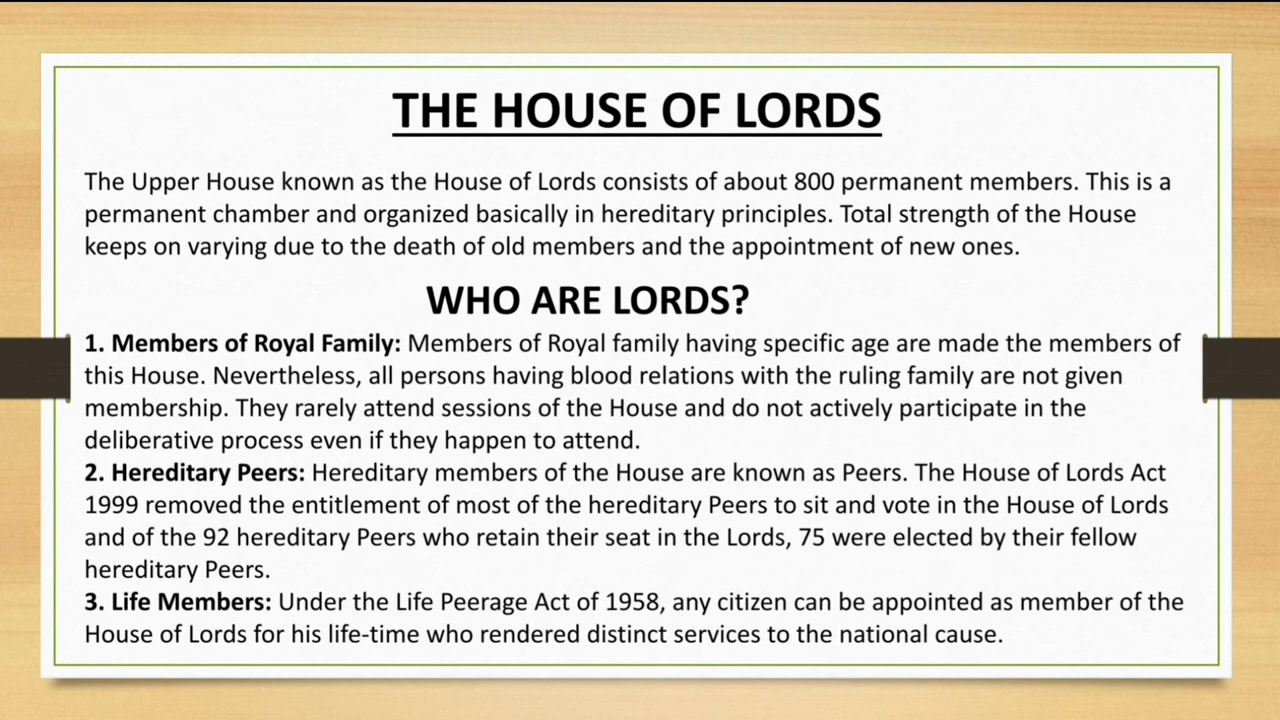 THE HOUSE OF LORDS
The Upper House known as the House of Lords consists of about 800 permanent members. This is a
permanent chamber and organized basically in hereditary principles. Total strength of the House
keeps on varying due to the death of old members and the appointment of new ones.
WHO ARE LORDS?
1. Members of Royal Family: Members of Royal family having specific age are made the members of
this House. Nevertheless, all persons having blood relations with the ruling family are not given
membership. They rarely attend sessions of the House and do not actively participate in the
deliberative process even if they happen to attend.
2. Hereditary Peers: Hereditary members of the House are known as Peers. The House of Lords Act
1999 removed the entitlement of most of the hereditary Peers to sit and vote in the House of Lords
and of the 92 hereditary Peers who retain their seat in the Lords, 75 were elected by their fellow
hereditary Peers.
3. Life Members: Under the Life Peerage Act of 1958, any citizen can be appointed as member of the
House of Lords for his life-time who rendered distinct services to the national cause.